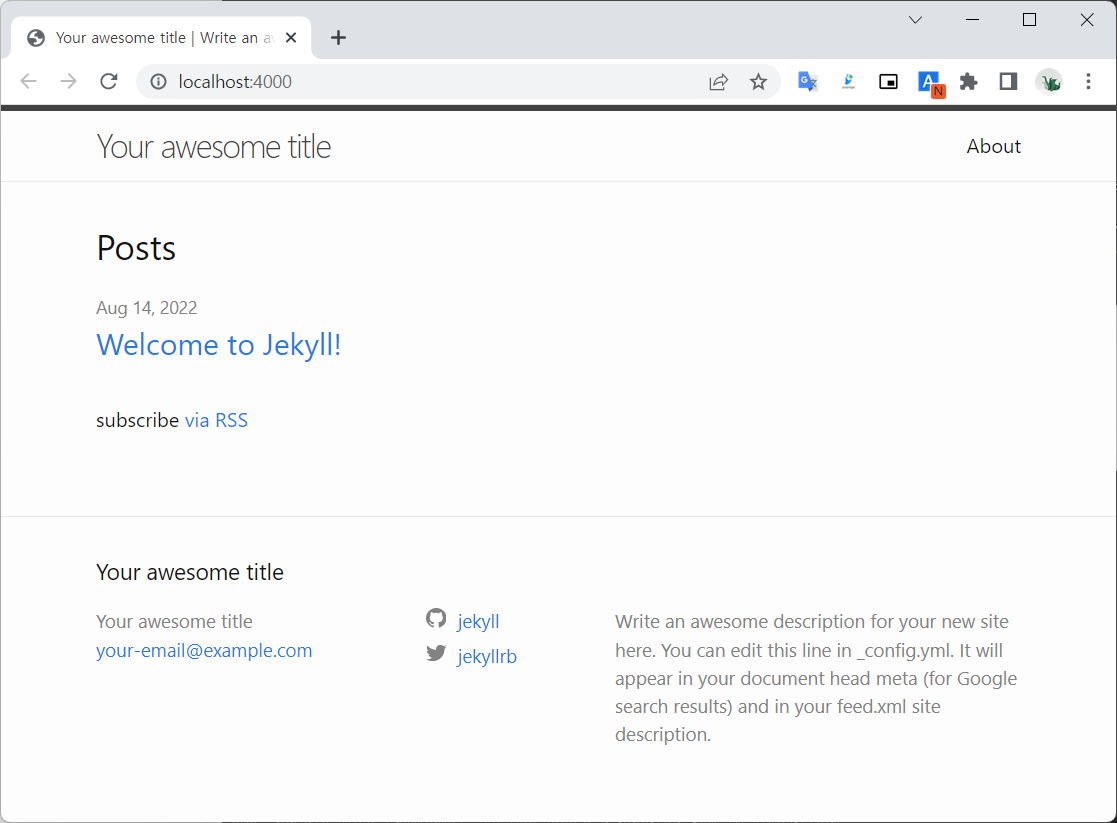 Your awesome title | Write an a
localhost:4000
A
N
Your awesome title
About
Posts
Aug 14, 2022
Welcome to Jekyll!
subscribe via RSS
Your awesome title
Your awesome title
your-email@example.com
jekyll
jekyllrb
Write an awesome description for your new site
here. You can edit this line in _config.yml. It will
appear in your document head meta (for Google
search results) and in your feed.xml site
description.